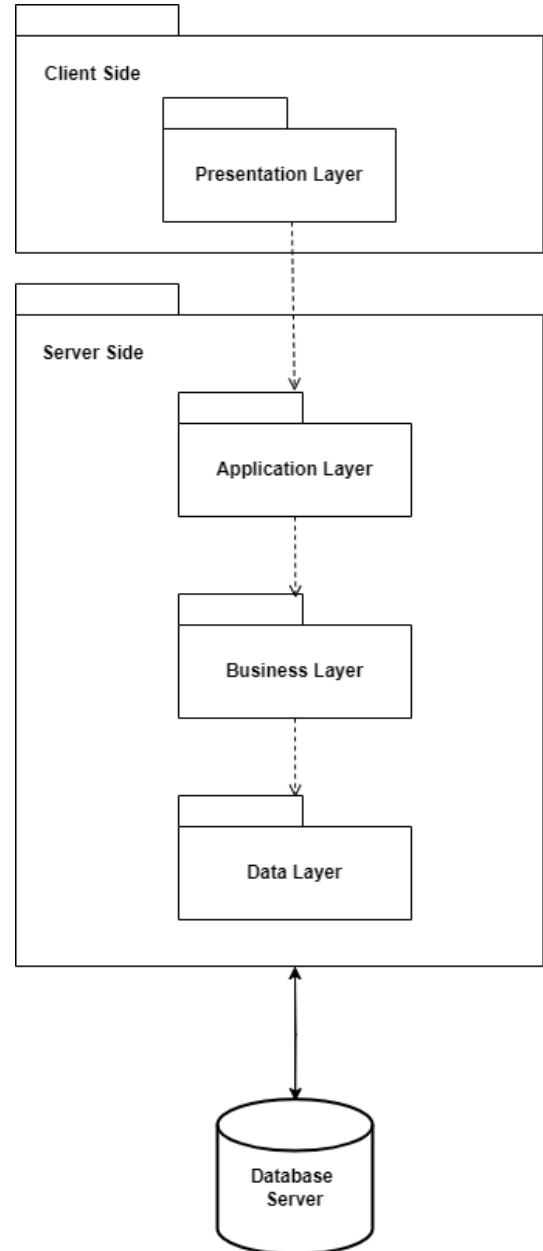 Client Side
Presentation Layer
Server Side
Application Layer
Business Layer
Data Layer
Database
Server